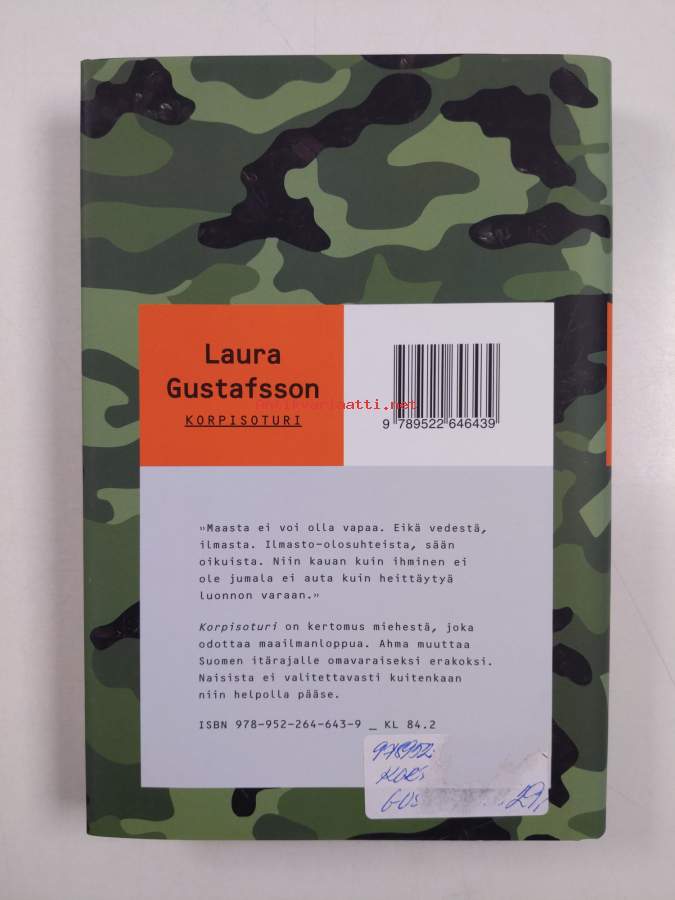 Laura
Gustafsson
KORPISOTURI
antikvariaatti.net
9 789522 646439
»Maasta ei voi olla vapaa. Eikä vedestä,
ilmasta. Ilmasto-olosuhteista, sään
oikuista. Niin kauan kuin ihminen ei
ole jumala ei auta kuin heittäytyä
luonnon varaan.»
Korpisoturi on kertomus miehestä, joka
odottaa maailmanloppua. Ahma muuttaa
Suomen itärajalle omavaraiseksi erakoksi.
Naisista ei valitettavasti kuitenkaan
niin helpolla pääse.
ISBN 978-952-264-643-9 _ KL 84.2
978952